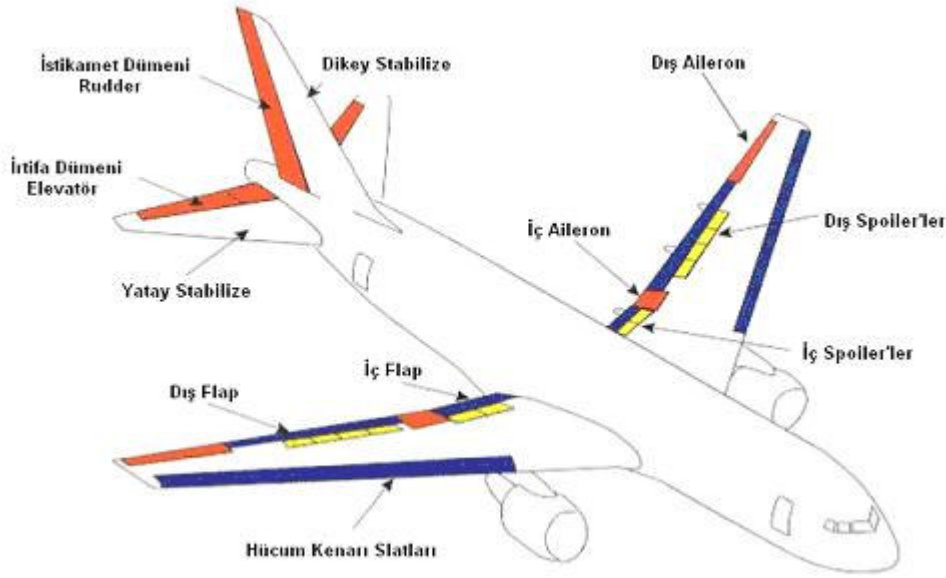 İstikamet Dümeni
Rudder
Dikey Stabilize
Dış Aileron
İrtifa Dümeni
Elevatör
İç Aileron
Dış Spoiler'ler
Yatay Stabilize
İç Spoiler'ler
İç Flap
Dış Flap
Hücum Kenarı Slatları